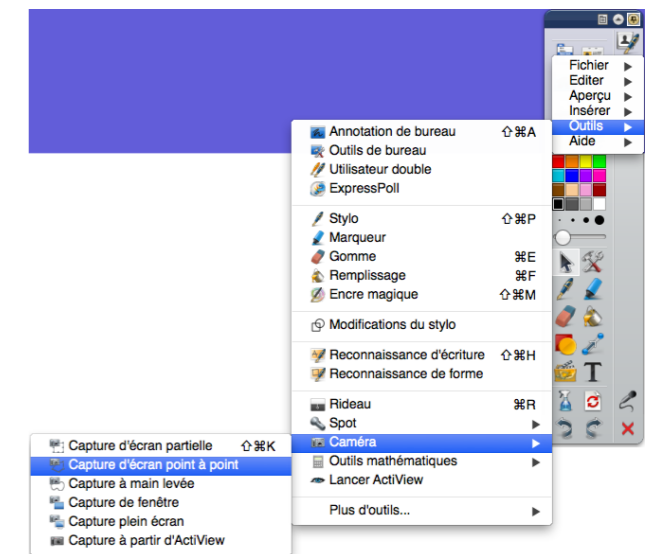 Fichier
Editer
Aperçu
Insérer
Outils
Aide
Annotation de bureau ⇧⌘A
Outils de bureau
Utilisateur double
ExpressPoll
Stylo ⇧⌘P
Marqueur
Gomme ⌘E
Remplissage ⌘F
Encre magique ⇧⌘M
Modifications du stylo
Reconnaissance d'écriture ⇧⌘H
Reconnaissance de forme
Rideau ⌘R
Spot
Caméra
Outils mathématiques
Lancer ActiView
Plus d'outils...
Capture d'écran partielle ⇧⌘K
Capture d'écran point à point
Capture à main levée
Capture de fenêtre
Capture plein écran
Capture à partir d'ActiView